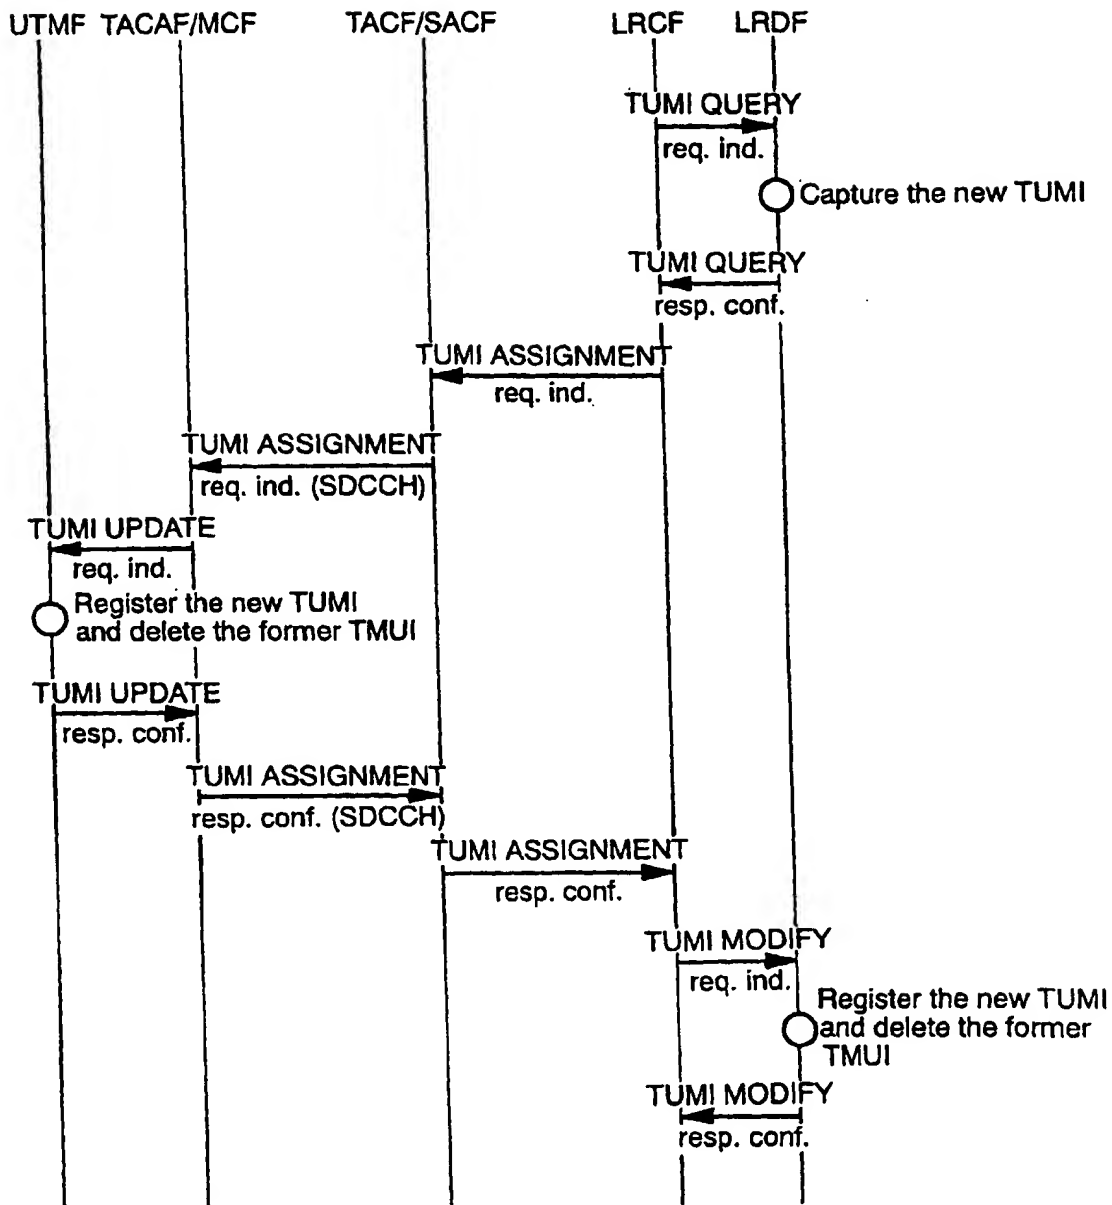 UTMF TACAF/MCF TACF/SACF LRCF LRDF
TUMI QUERY
req. ind.
Capture the new TUMI
TUMI QUERY
resp. conf.
TUMI ASSIGNMENT
req. ind.
TUMI ASSIGNMENT
req. ind. (SDCCH)
TUMI UPDATE
req. ind.
Register the new TUMI
and delete the former TMUI
TUMI UPDATE
resp. conf.
TUMI ASSIGNMENT
resp. conf. (SDCCH)
TUMI ASSIGNMENT
resp. conf.
TUMI MODIFY
req. ind.
Register the new TUMI
and delete the former
TMUI
TUMI MODIFY
resp. conf.